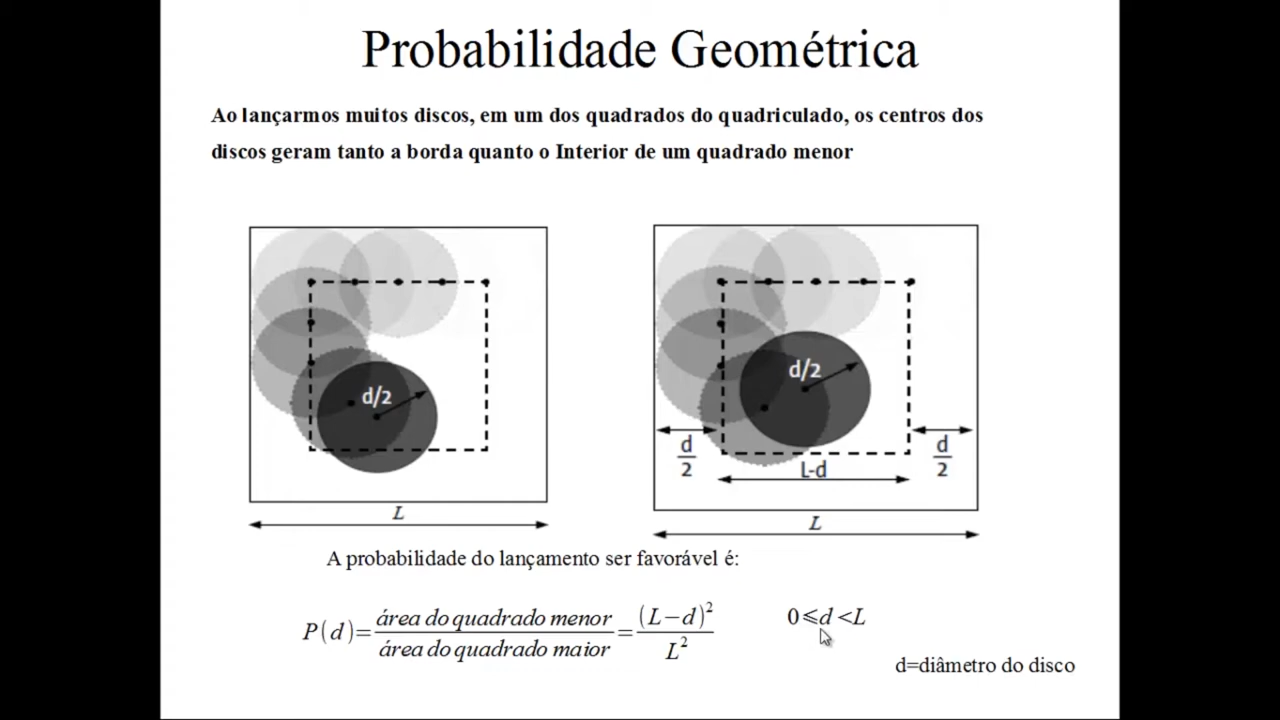 Probabilidade Geométrica
Ao lançarmos muitos discos, em um dos quadrados do quadriculado, os centros dos
discos geram tanto a borda quanto o Interior de um quadrado menor
d/2
L
d/2
d/2
d/2
L-d
L
A probabilidade do lançamento ser favorável é:
P(d)=área do quadrado menor/área do quadrado maior=(L−d)²/L²
0⩽d<L
d=diâmetro do disco